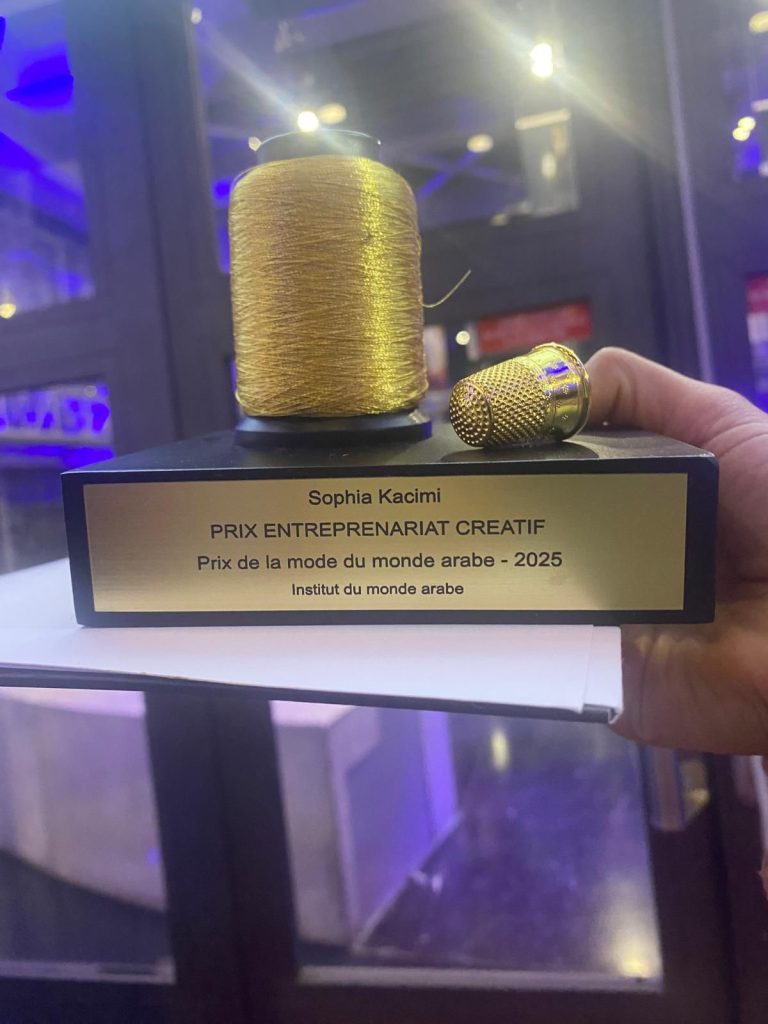 Sophia Kacimi
PRIX ENTREPRENARIAT CREATIF
Prix de la mode du monde arabe - 2025
Institut du monde arabe